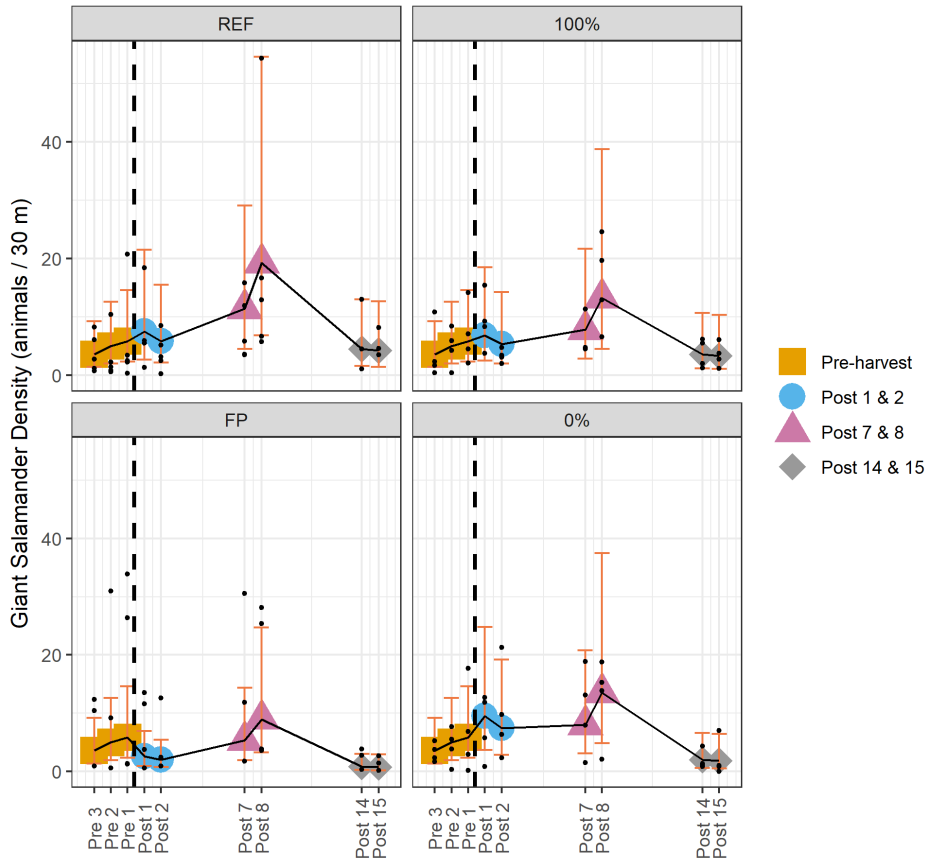 REF
100%
Giant Salamander Density (animals / 30 m)
40
20
0
FP
0%
40
20
0
Pre 3
Pre 2
Pre 1
Post 1
Post 2
Post 7
8
Post 14
Post 15
Pre 3
Pre 2
Pre 1
Post 1
Post 2
Post 7
Post 8
Post 14
Post 15
Pre-harvest
Post 1 & 2
Post 7 & 8
Post 14 & 15